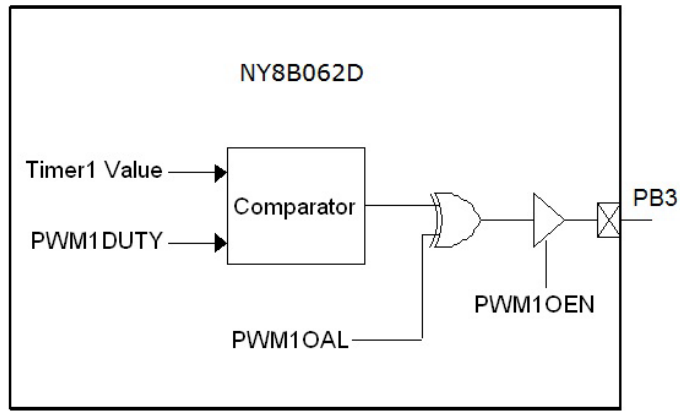 NY8B062D
Timer1 Value
Comparator
PB3
PWM1DUTY
PWM1OEN
PWM1OAL